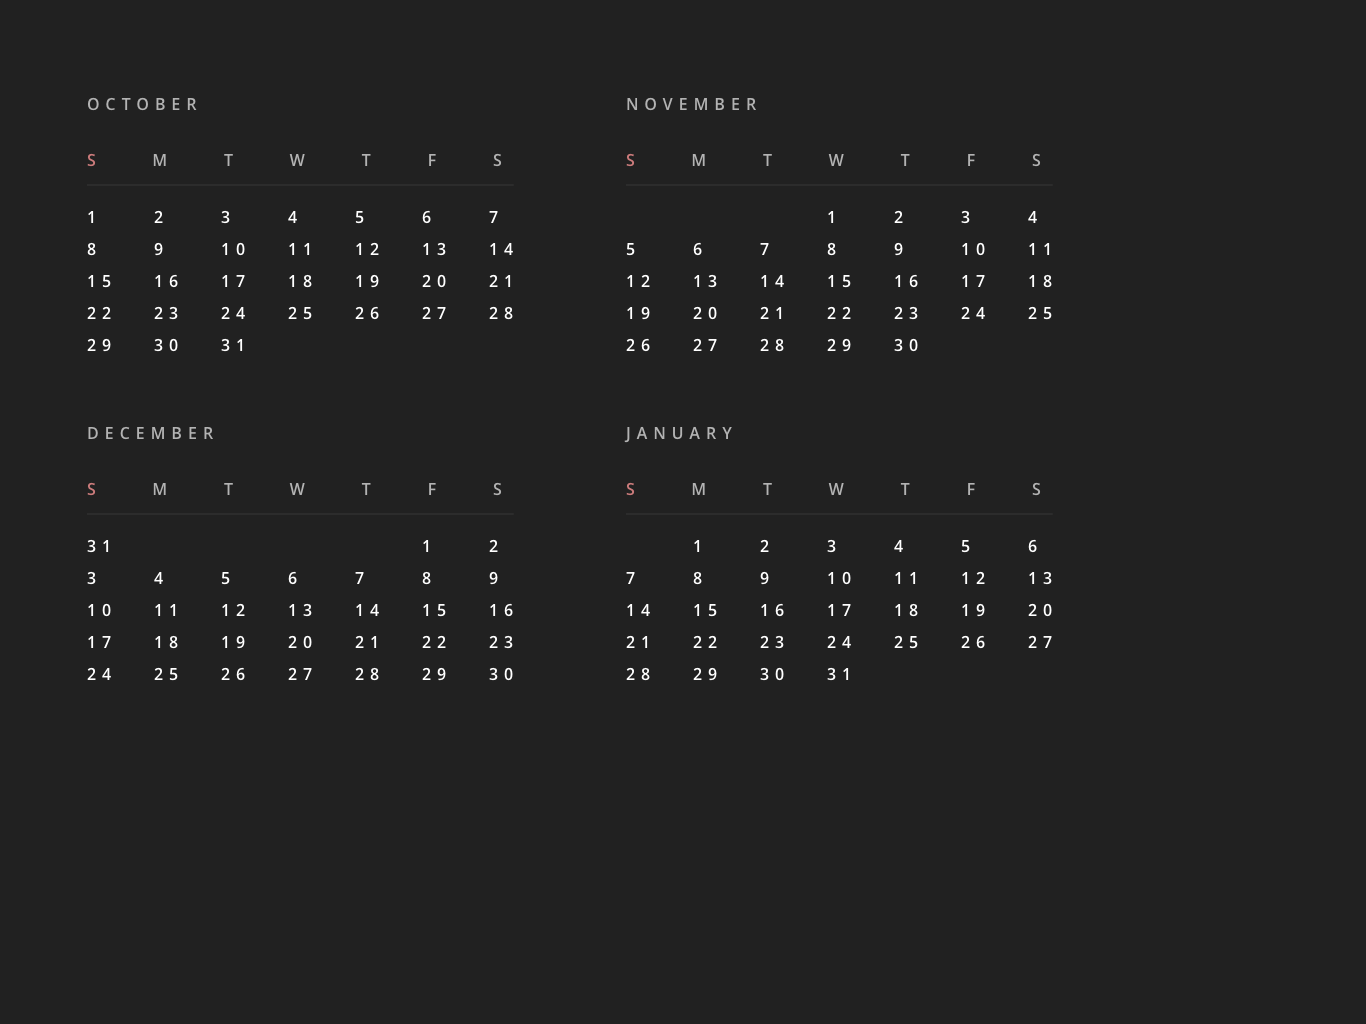 OCTOBER
S M T W T F S
1 2 3 4 5 6 7
8 9 10 11 12 13 14
15 16 17 18 19 20 21
22 23 24 25 26 27 28
29 30 31
NOVEMBER
S M T W T F S
1 2 3 4
5 6 7 8 9 10 11
12 13 14 15 16 17 18
19 20 21 22 23 24 25
26 27 28 29 30
DECEMBER
S M T W T F S
31 1 2
3 4 5 6 7 8 9
10 11 12 13 14 15 16
17 18 19 20 21 22 23
24 25 26 27 28 29 30
JANUARY
S M T W T F S
1 2 3 4 5 6
7 8 9 10 11 12 13
14 15 16 17 18 19 20
21 22 23 24 25 26 27
28 29 30 31